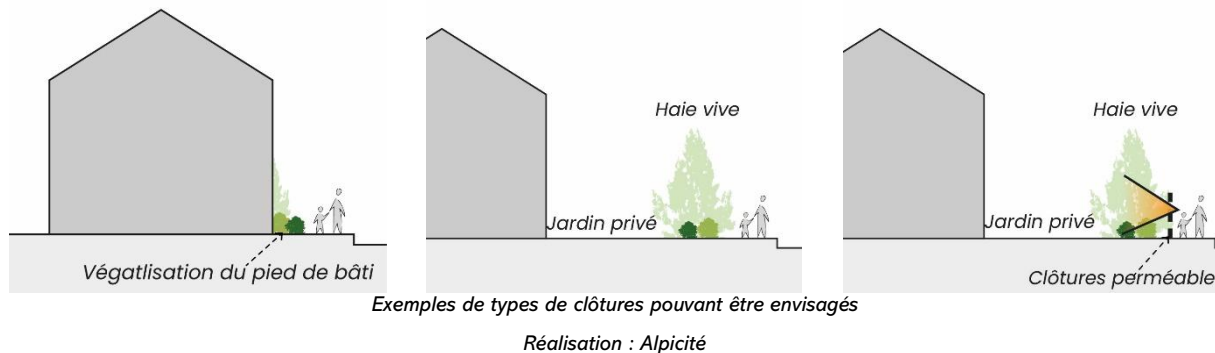 Végatlisation du pied de bâti
Haie vive
Jardin privé
Haie vive
Jardin privé
Clôtures perméable
Exemples de types de clôtures pouvant être envisagés
Réalisation : Alpicité